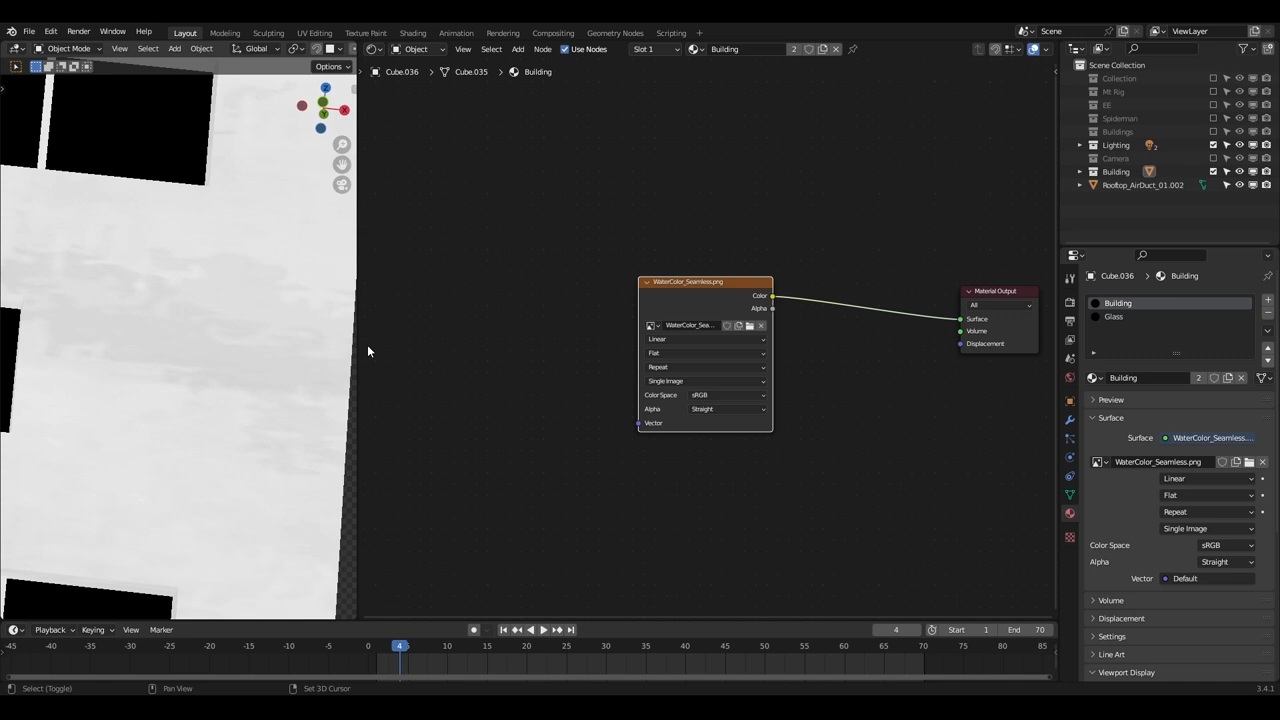 File Edit Render Window Help Layout Modeling Sculpting UV Editing Texture Paint Shading Animation Rendering Compositing Geometry Nodes Scripting Scene ViewLayer
Object Mode View Select Add Object Global Object View Select Add Node Use Nodes Slot 1 Building 2
Options
Cube.036 Cube.035 Building
Scene Collection
Collection
Mt Rig
EE
Spiderman
Buildings
Lighting 2
Camera
Building
Rooftop_AirDuct_01.002
Z
X
Y
WaterColor_Seamless.png
Color
Alpha
WaterColor_Sea...
Linear
Flat
Repeat
Single Image
Color Space sRGB
Alpha Straight
Vector
Material Output
All
Surface
Volume
Displacement
Cube.036 Building
Building
Glass
Building 2
Preview
Surface
Surface WaterColor_Seamless....
WaterColor_Seamless.png
Linear
Flat
Repeat
Single Image
Color Space sRGB
Alpha Straight
Vector Default
Volume
Displacement
Settings
Line Art
Viewport Display
Playback Keying View Marker 4 Start 1 End 70
-45 -35 -30 -25 -20 -15 -10 -5 0 4 10 15 20 25 30 35 40 45 50 55 60 65 70 75 80 85
Select (Toggle) Pan View Set 3D Cursor 3.4.1